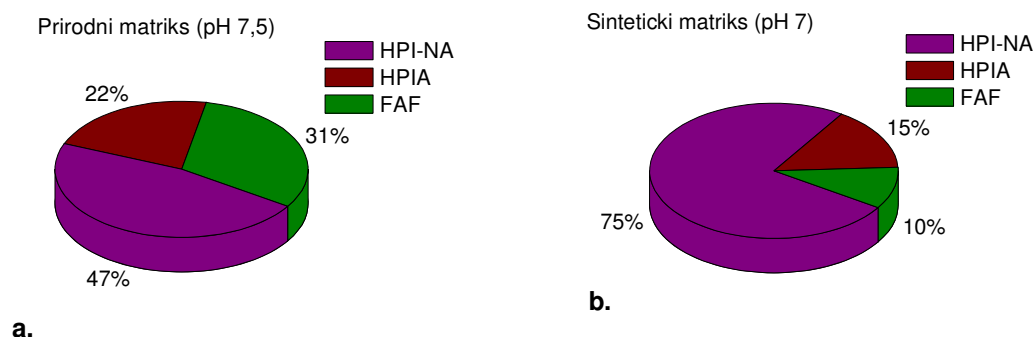 Prirodni matriks (pH 7,5)
HPI-NA
HPIA
FAF
22%
31%
47%
a.
Sinteticki matriks (pH 7)
HPI-NA
HPIA
FAF
15%
75%
10%
b.